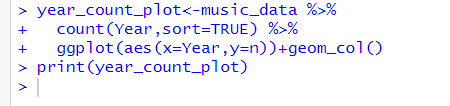 > year_count_plot<-music_data %>%
+   count(Year,sort=TRUE) %>%
+   ggplot(aes(x=Year,y=n))+geom_col()
> print(year_count_plot)
>